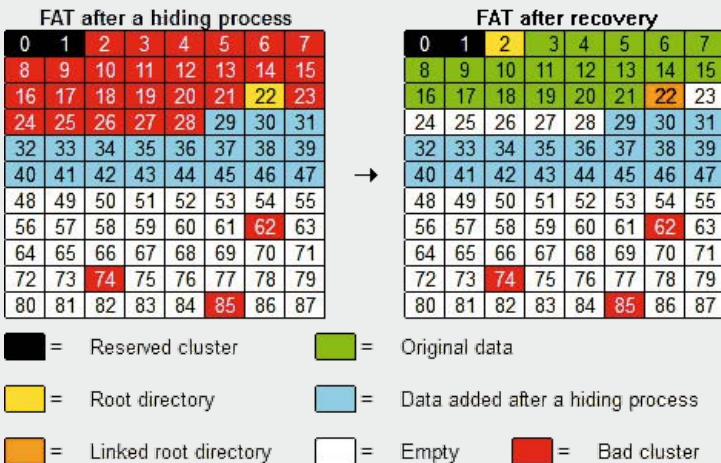 FAT after a hiding process FAT after recovery
0 1 2 3 4 5 6 7 0 1 2 3 4 5 6 7
8 9 10 11 12 13 14 15 8 9 10 11 12 13 14 15
16 17 18 19 20 21 22 23 16 17 18 19 20 21 22 23
24 25 26 27 28 29 30 31 24 25 26 27 28 29 30 31
32 33 34 35 36 37 38 39 32 33 34 35 36 37 38 39
40 41 42 43 44 45 46 47 → 40 41 42 43 44 45 46 47
48 49 50 51 52 53 54 55 48 49 50 51 52 53 54 55
56 57 58 59 60 61 62 63 56 57 58 59 60 61 62 63
64 65 66 67 68 69 70 71 64 65 66 67 68 69 70 71
72 73 74 75 76 77 78 79 72 73 74 75 76 77 78 79
80 81 82 83 84 85 86 87 80 81 82 83 84 85 86 87
= Reserved cluster = Original data
= Root directory = Data added after a hiding process
= Linked root directory = Empty = Bad cluster